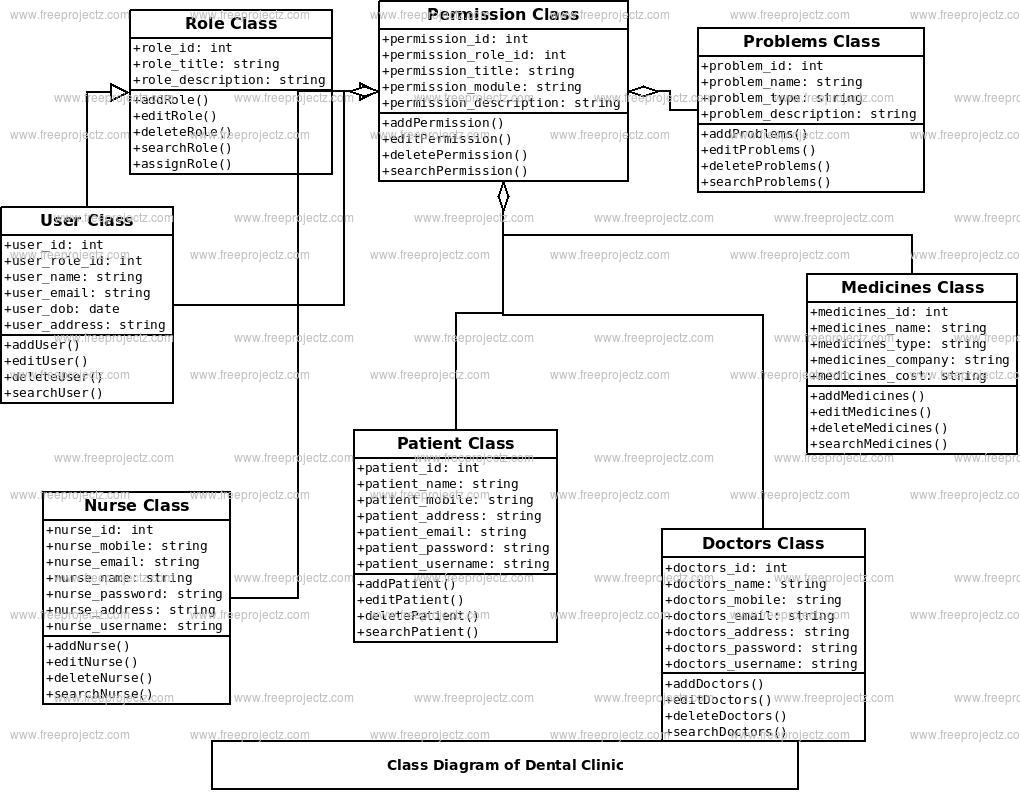 Role Class
+role_id: int
+role_title: string
+role_description: string
+addRole()
+editRole()
+deleteRole()
+searchRole()
+assignRole()
Permission Class
+permission_id: int
+permission_role_id: int
+permission_title: string
+permission_module: string
+permission_description: string
+addPermission()
+editPermission()
+deletePermission()
+searchPermission()
Problems Class
+problem_id: int
+problem_name: string
+problem_type: string
+problem_description: string
+addProblems()
+editProblems()
+deleteProblems()
+searchProblems()
User Class
+user_id: int
+user_role_id: int
+user_name: string
+user_email: string
+user_dob: date
+user_address: string
+addUser()
+editUser()
+deleteUser()
+searchUser()
Medicines Class
+medicines_id: int
+medicines_name: string
+medicines_type: string
+medicines_company: string
+medicines_cost: string
+addMedicines()
+editMedicines()
+deleteMedicines()
+searchMedicines()
Patient Class
+patient_id: int
+patient_name: string
+patient_mobile: string
+patient_address: string
+patient_email: string
+patient_password: string
+patient_username: string
+addPatient()
+editPatient()
+deletePatient()
+searchPatient()
Nurse Class
+nurse_id: int
+nurse_mobile: string
+nurse_email: string
+nurse_name: string
+nurse_password: string
+nurse_address: string
+nurse_username: string
+addNurse()
+editNurse()
+deleteNurse()
+searchNurse()
Doctors Class
+doctors_id: int
+doctors_name: string
+doctors_mobile: string
+doctors_email: string
+doctors_address: string
+doctors_password: string
+doctors_username: string
+addDoctors()
+editDoctors()
+deleteDoctors()
+searchDoctors()
Class Diagram of Dental Clinic
www.freeprojectz.com